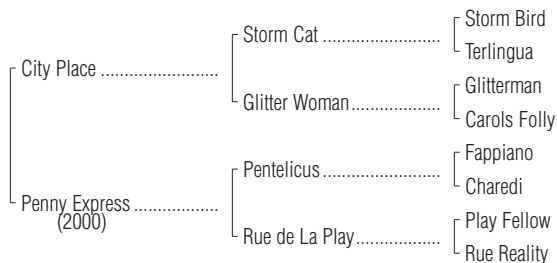 Storm Bird
Storm Cat ........................................
Terlingua
City Place .......................................
Glitterman
Glitter Woman ..............................
Carols Folly
Fappiano
Pentelicus ........................................
Charedi
Penny Express ............................
(2000)
Play Fellow
Rue de La Play ..............................
Rue Reality